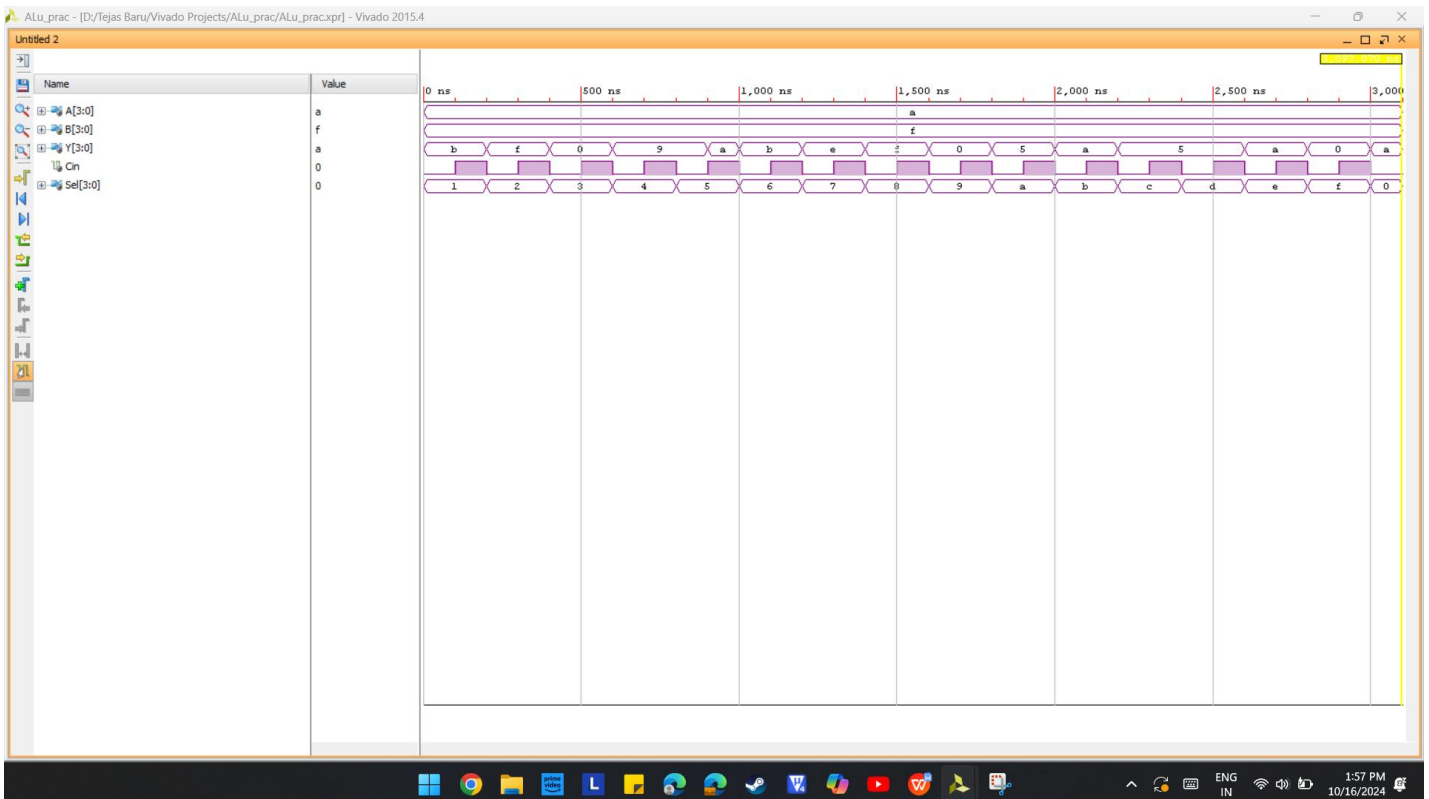 ALu_prac - [D:/Tejas Baru/Vivado Projects/ALu_prac/ALu_prac.xpr] - Vivado 2015.4
Untitled 2
Name Value
0 ns 500 ns 1,000 ns 1,500 ns 2,000 ns 2,500 ns 3,000
A[3:0] a a
B[3:0] f f
Y[3:0] a b f 0 9 a b e f 0 5 a 5 a 0 a
Cin 0
Sel[3:0] 0 1 2 3 4 5 6 7 8 9 a b c d e f 0
prime video
L
W
ENG 1:57 PM
IN 10/16/2024